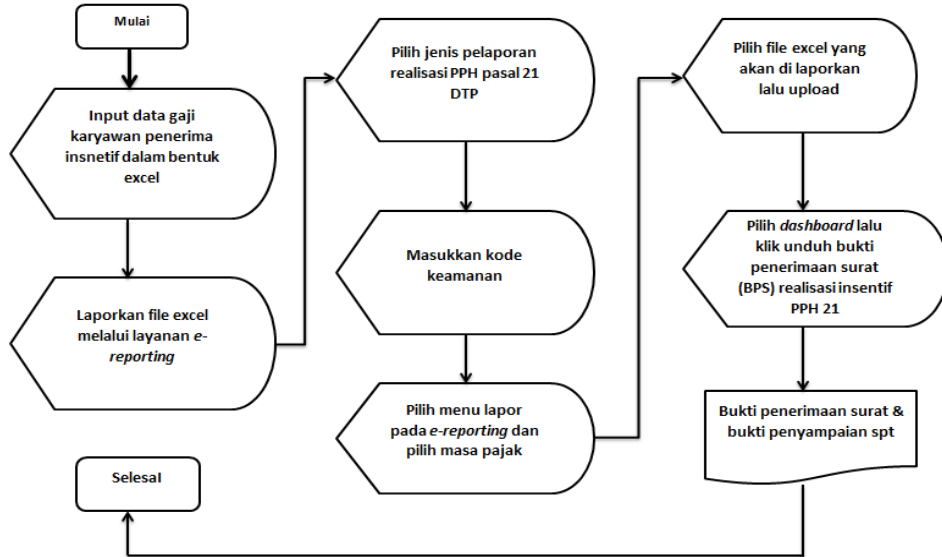 Mulai
Input data gaji
karyawan penerima
insnetif dalam bentuk
excel
Laporkan file excel
melalui layanan e-
reporting
Pilih jenis pelaporan
realisasi PPH pasal 21
DTP
Masukkan kode
keamanan
Pilih menu lapor
pada e-reporting dan
pilih masa pajak
Pilih file excel yang
akan di laporkan
lalu upload
Pilih dashboard lalu
klik unduh bukti
penerimaan surat
(BPS) realisasi insentif
PPH 21
Bukti penerimaan surat &
bukti penyampaian spt
SelesaI